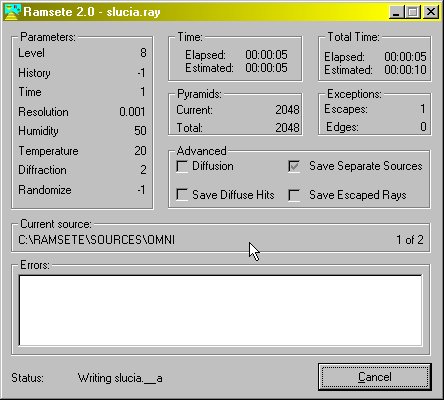 Ramsete 2.0 - slucia.ray
Parameters:
Level 8
History -1
Time 1
Resolution 0.001
Humidity 50
Temperature 20
Diffraction 2
Randomize -1
Time:
Elapsed: 00:00:05
Estimated: 00:00:05
Total Time:
Elapsed: 00:00:05
Estimated: 00:00:10
Pyramids:
Current: 2048
Total: 2048
Exceptions:
Escapes: 1
Edges: 0
Advanced
Diffusion
Save Separate Sources
Save Diffuse Hits
Save Escaped Rays
Current source:
C:\RAMSETE\SOURCES\OMNI 1 of 2
Errors:
Status: Writing slucia.__a
Cancel